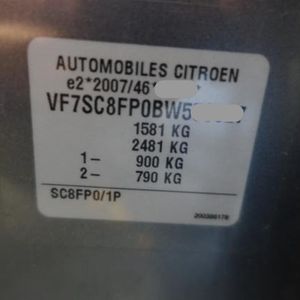 AUTOMOBILES CITROEN
e2*2007/46*
VF7SC8FP0BW5
1581 KG
2481 KG
1- 900 KG
2- 790 KG
SC8FP0/1P